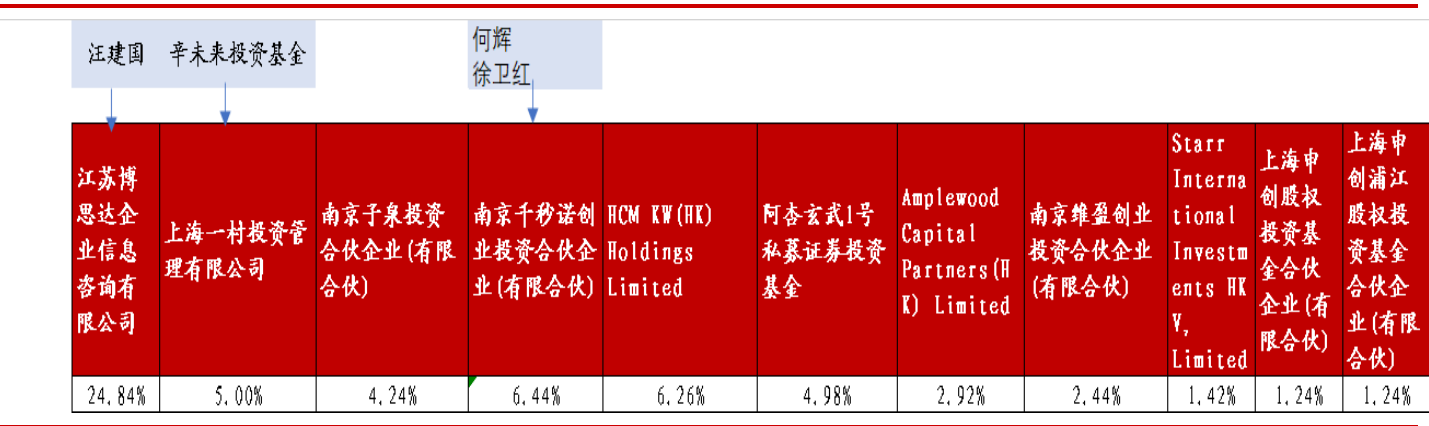 汪建国
辛未来投资基金
何辉
徐卫红
江苏博
思达企
业信息
咨询有
限公司
上海一村投资管
理有限公司
南京子泉投资
合伙企业(有限
合伙)
南京千秒诺创
业投资合伙企
业(有限合伙)
HCM KW(HK)
Holdings
Limited
阿杏玄武1号
私募证券投资
基金
Amplewood
Capital
Partners(H
K) Limited
南京维盈创业
投资合伙企业
(有限合伙)
Starr
Interna
tional
Investm
ents HK
V,
Limited
上海申
创股权
投资基
金合伙
企业(有
限合伙)
上海申
创浦江
股权投
资基金
合伙企
业(有限
合伙)
24.84%
5.00%
4.24%
6.44%
6.26%
4.98%
2.92%
2.44%
1.42%
1.24%
1.24%